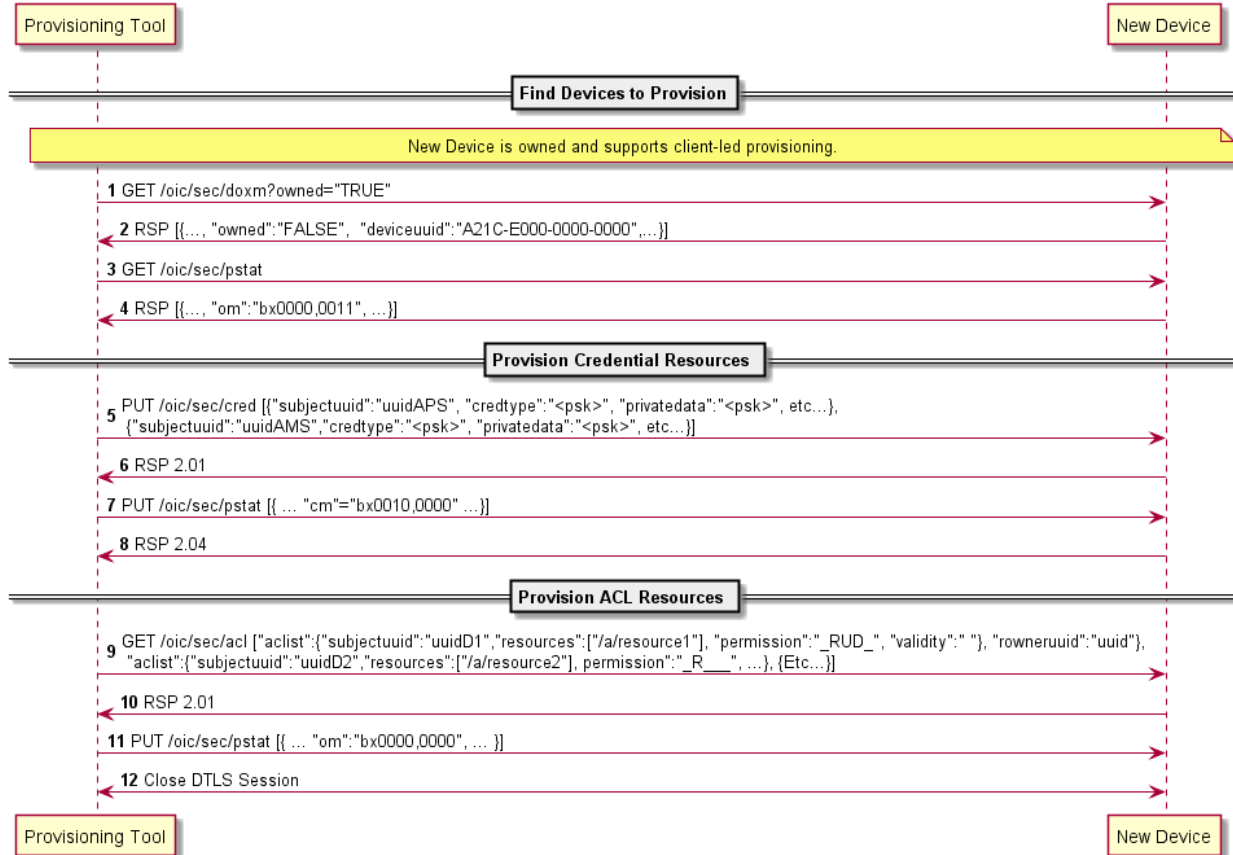 Provisioning Tool
New Device
Find Devices to Provision
New Device is owned and supports client-led provisioning.
1 GET /oic/sec/doxm?owned="TRUE"
2 RSP [{..., "owned":"FALSE",  "deviceuuid":"A21C-E000-0000-0000",...}]
3 GET /oic/sec/pstat
4 RSP [{..., "om":"bx0000,0011", ...}]
Provision Credential Resources
5 PUT /oic/sec/cred [{"subjectuuid":"uuidAPS", "credtype":"<psk>", "privatedata":"<psk>", etc...},
{"subjectuuid":"uuidAMS","credtype":"<psk>", "privatedata":"<psk>", etc...}]
6 RSP 2.01
7 PUT /oic/sec/pstat [{ ... "cm"="bx0010,0000" ...}]
8 RSP 2.04
Provision ACL Resources
9 GET /oic/sec/acl ["aclist":{"subjectuuid":"uuidD1","resources":["/a/resource1"], "permission":"_RUD_", "validity":" "}, "rowneruuid":"uuid"},
"aclist":{"subjectuuid":"uuidD2","resources":["/a/resource2"], permission":"_R___", ...}, {Etc...}]
10 RSP 2.01
11 PUT /oic/sec/pstat [{ ... "om":"bx0000,0000", ... }]
12 Close DTLS Session
Provisioning Tool
New Device